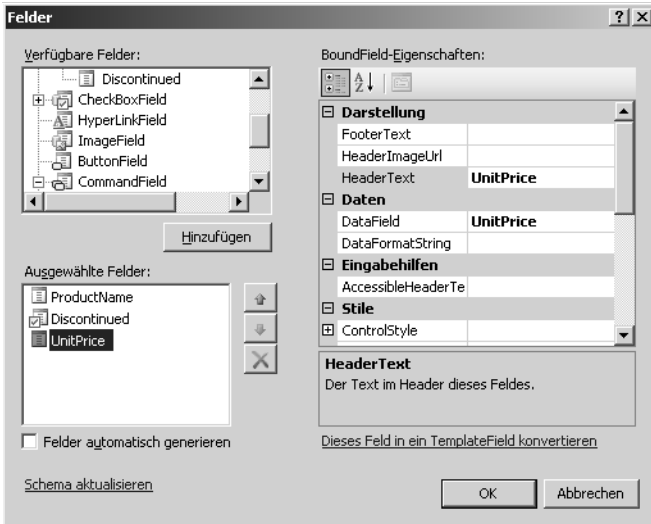 Felder
Verfügbare Felder:
Discontinued
CheckBoxField
HyperLinkField
ImageField
ButtonField
CommandField
Hinzufügen
Ausgewählte Felder:
ProductName
Discontinued
UnitPrice
Felder automatisch generieren
Schema aktualisieren
BoundField-Eigenschaften:
Darstellung
FooterText
HeaderImageUrl
HeaderText UnitPrice
Daten
DataField UnitPrice
DataFormatString
Eingabehilfen
AccessibleHeaderTe
Stile
ControlStyle
HeaderText
Der Text im Header dieses Feldes.
Dieses Feld in ein TemplateField konvertieren
OK Abbrechen